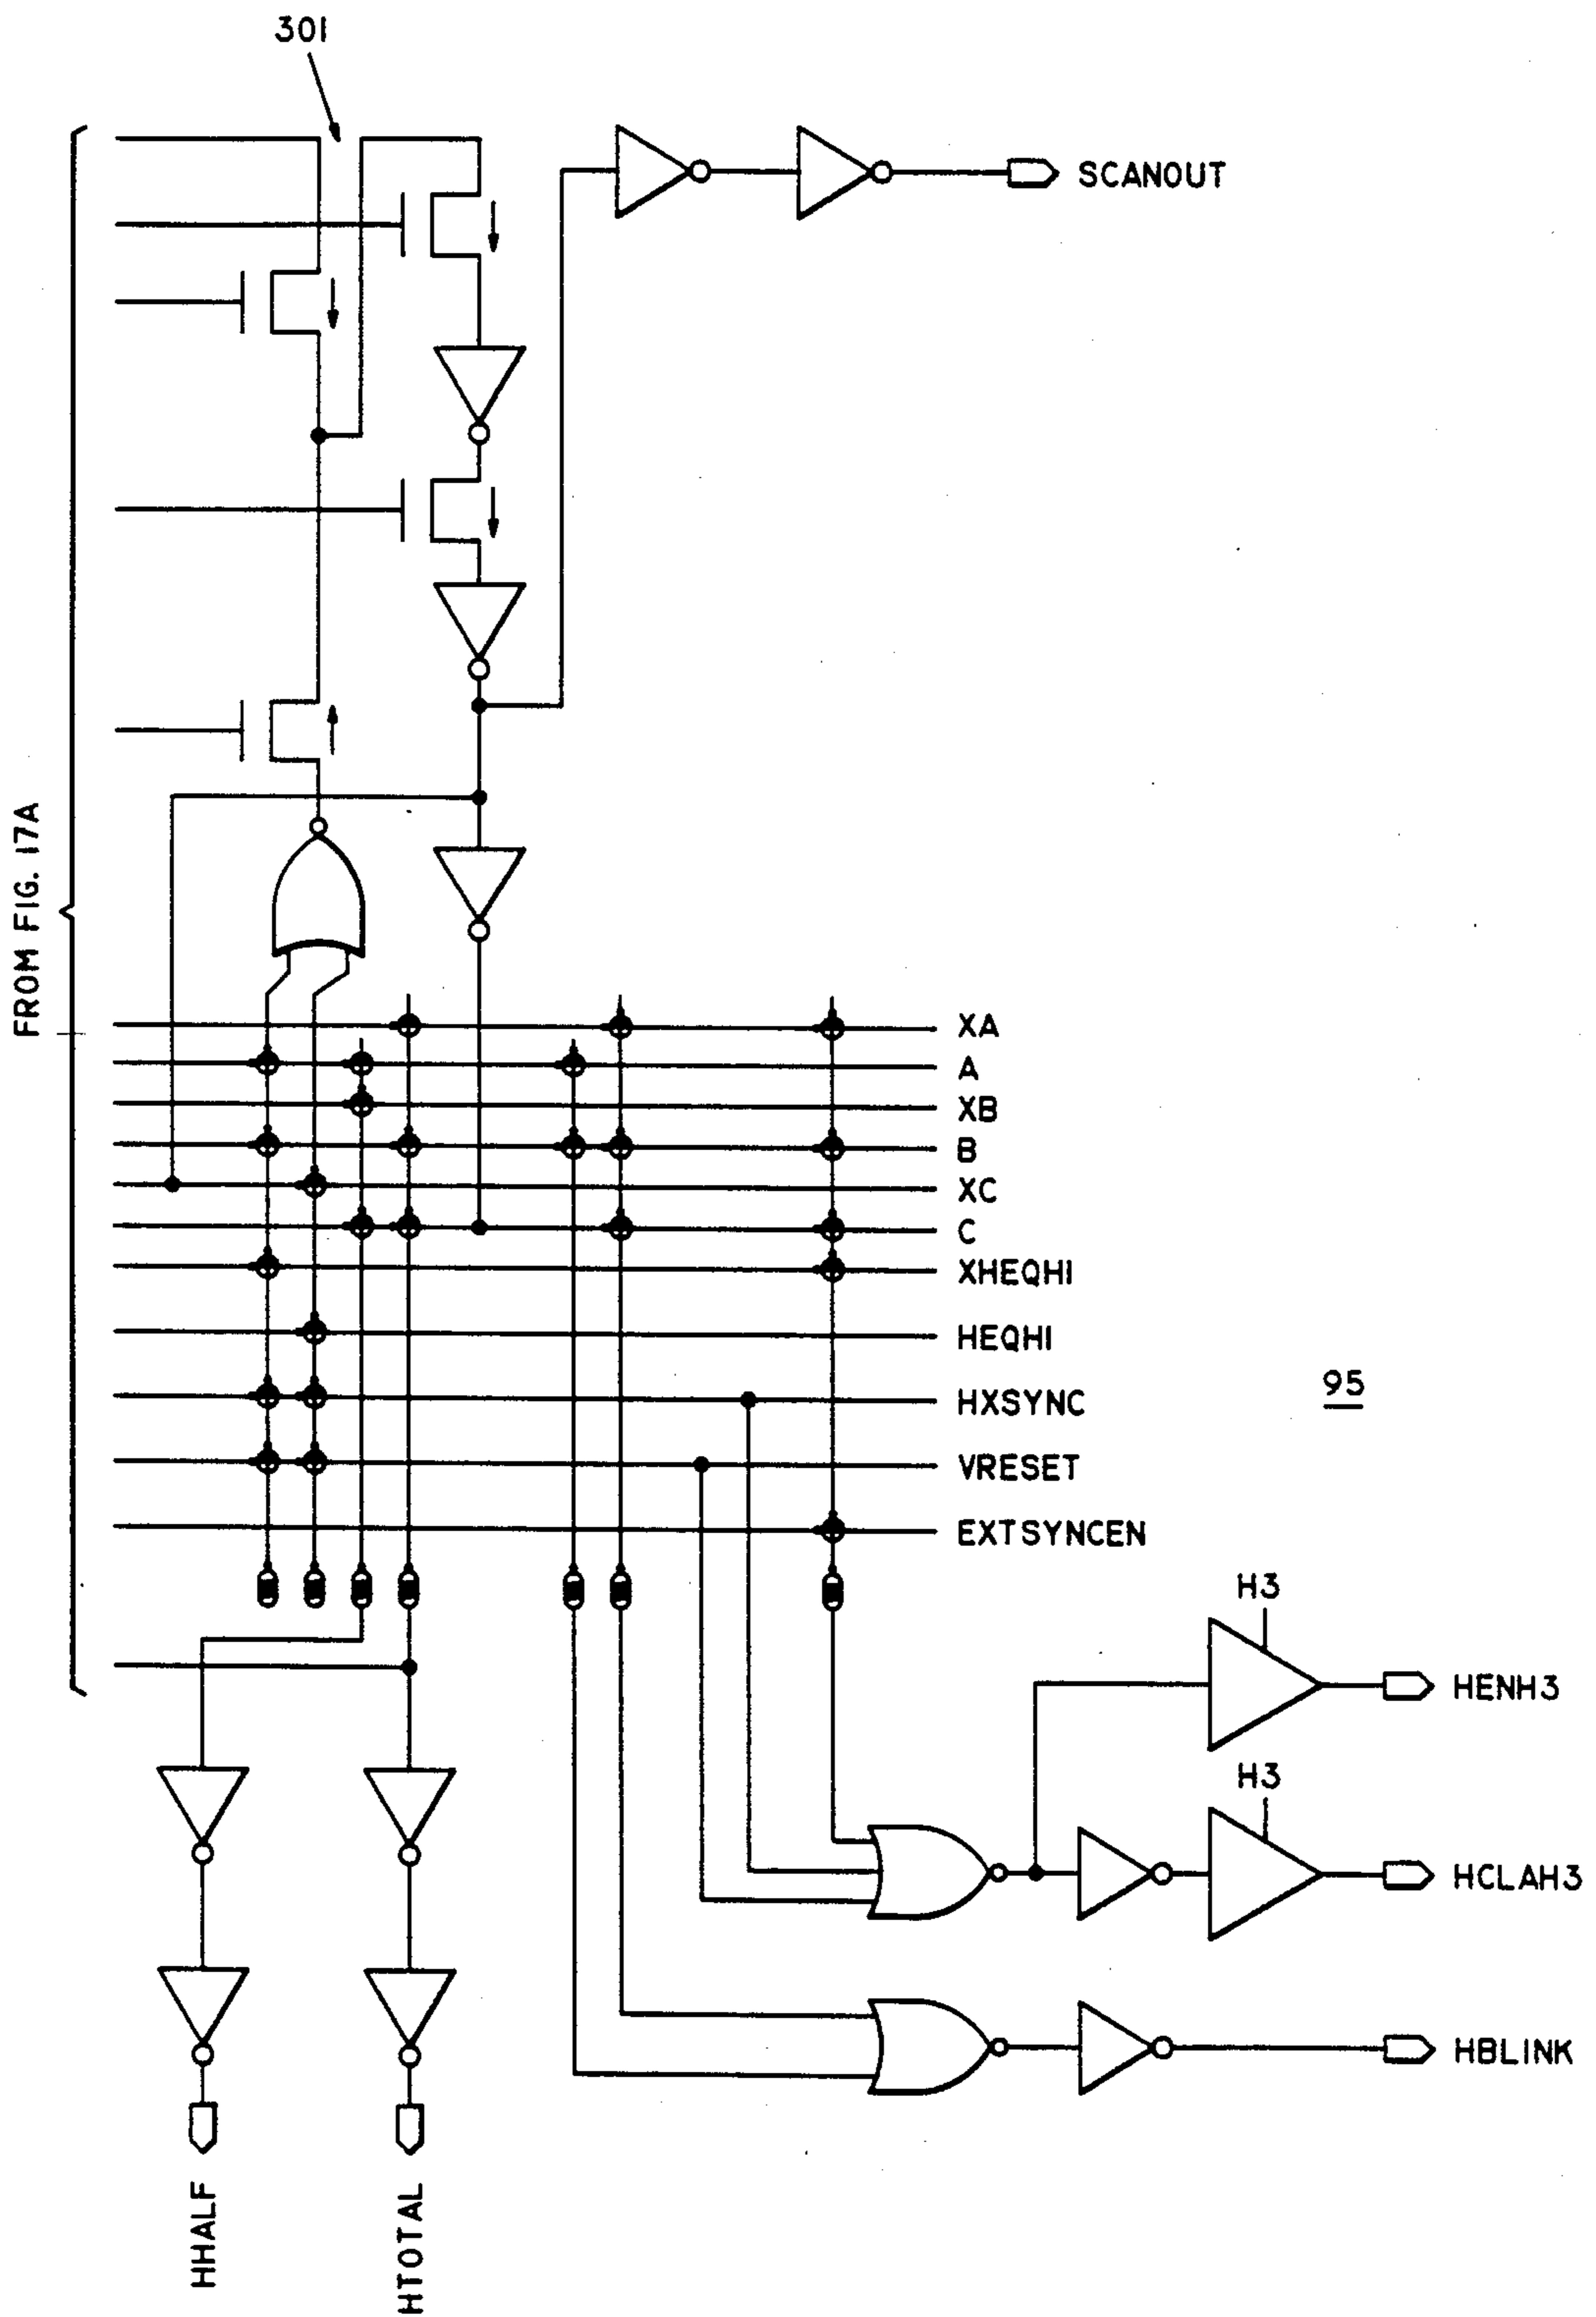 301
SCANOUT
FROM FIG. 17A
XA
A
XB
B
XC
C
XHEQHI
HEQHI
HXSYNC
95
VRESET
EXTSYNCEN
H3
HENH3
H3
HCLAH3
HBLINK
HHALF
HTOTAL